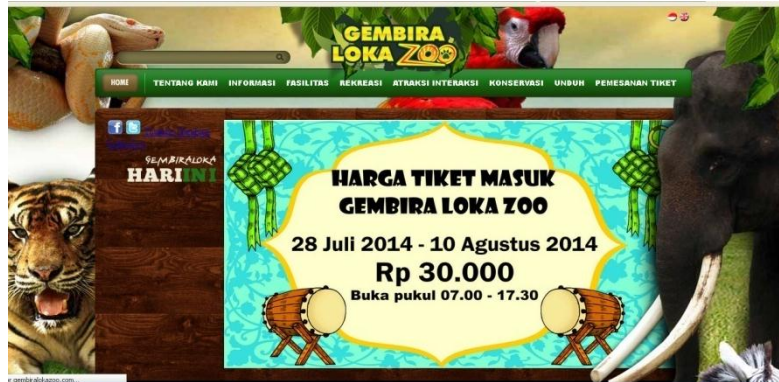 GEMBIRA
LOKA ZOO
HOME TENTANG KAMI INFORMASI FASILITAS REKREASI ATRAKSI INTERAKSI KONSERVASI UNDUH PEMESANAN TIKET
GEMBIRALOKA
HARI INI
HARGA TIKET MASUK
GEMBIRA LOKA ZOO
28 Juli 2014 - 10 Agustus 2014
Rp 30.000
Buka pukul 07.00 - 17.30
gembiralokazoo.com...